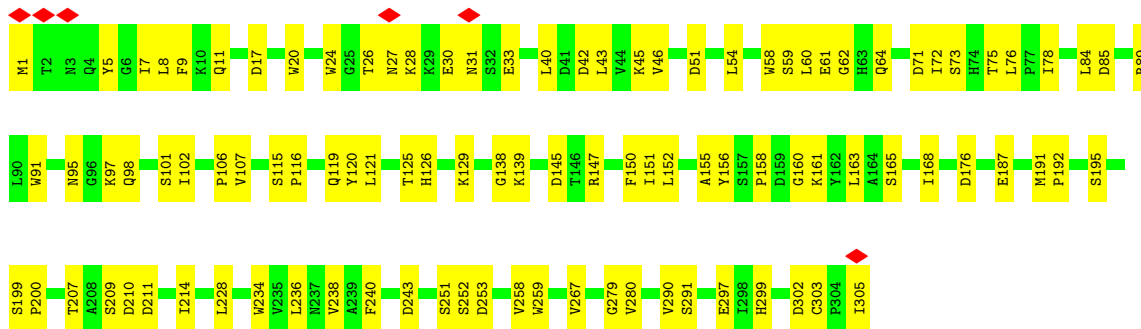 M1 T2 N3 Q4 Y5 G6 I7 L8 F9 K10 Q11 D17 W20 W24 G25 T26 N27 K28 K29 E30 N31 S32 E33 L40 D41 D42 L43 V44 K45 V46 D51 L54 W58 S59 L60 E61 G62 H63 Q64 D71 I72 S73 H74 T75 L76 P77 I78 L84 D85
L90 W91 N95 G96 K97 Q98 S101 I102 P106 V107 S115 P116 Q119 Y120 L121 T125 H126 K129 G138 K139 D145 T146 R147 F150 I151 L152 A155 Y156 S157 P158 D159 G160 K161 Y162 L163 A164 S165 I168 D176 E187 M191 P192 S195
S199 P200 T207 A208 S209 D210 D211 I214 L228 W234 V235 L236 N237 V238 A239 F240 D243 S251 S252 D253 V258 W259 V267 G279 V280 V290 S291 E297 I298 H299 D302 C303 P304 I305